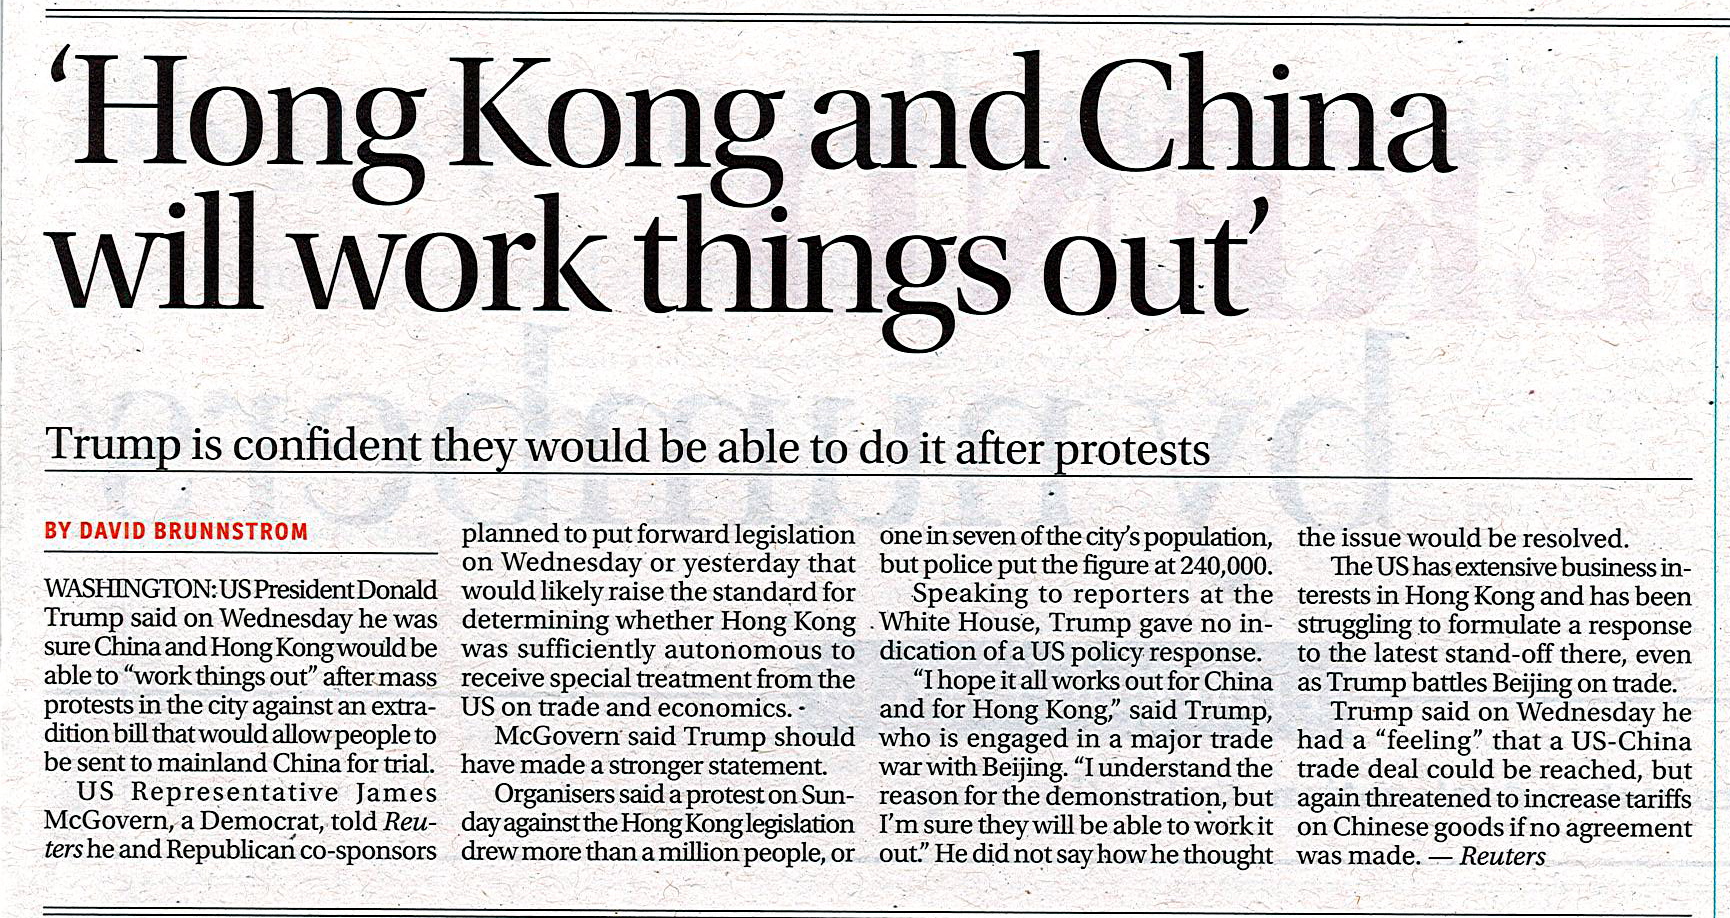 ‘Hong Kong and China
will work things out’
Trump is confident they would be able to do it after protests
BY DAVID BRUNNSTROM
WASHINGTON: US President Donald
Trump said on Wednesday he was
sure China and Hong Kong would be
able to “work things out” after mass
protests in the city against an extra-
dition bill that would allow people to
be sent to mainland China for trial.
US Representative James
McGovern, a Democrat, told Reu-
ters he and Republican co-sponsors
planned to put forward legislation
on Wednesday or yesterday that
would likely raise the standard for
determining whether Hong Kong
was sufficiently autonomous to
receive special treatment from the
US on trade and economics.
McGovern said Trump should
have made a stronger statement.
Organisers said a protest on Sun-
day against the Hong Kong legislation
drew more than a million people, or
one in seven of the city’s population,
but police put the figure at 240,000.
Speaking to reporters at the
White House, Trump gave no in-
dication of a US policy response.
“I hope it all works out for China
and for Hong Kong,” said Trump,
who is engaged in a major trade
war with Beijing. “I understand the
reason for the demonstration, but
I’m sure they will be able to work it
out.” He did not say how he thought
the issue would be resolved.
The US has extensive business in-
terests in Hong Kong and has been
struggling to formulate a response
to the latest stand-off there, even
as Trump battles Beijing on trade.
Trump said on Wednesday he
had a “feeling” that a US-China
trade deal could be reached, but
again threatened to increase tariffs
on Chinese goods if no agreement
was made. — Reuters